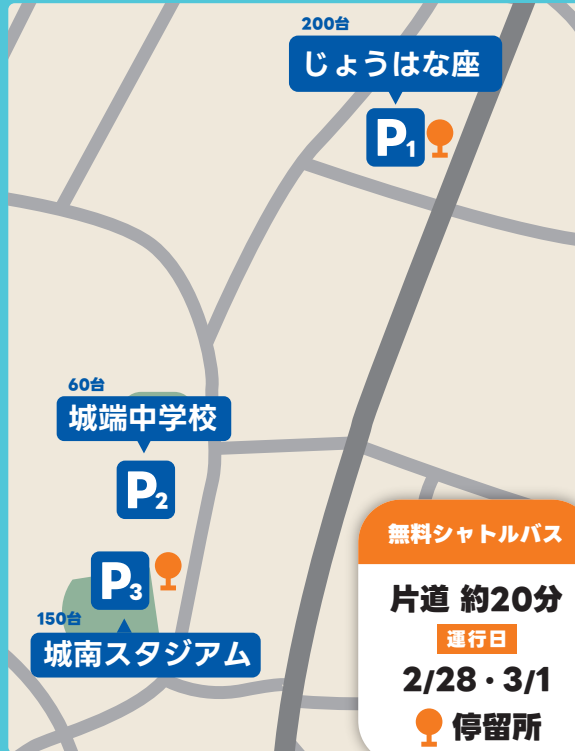 200台
じょうはな座
P1
60台
城端中学校
P2
P3
150台
城南スタジアム
無料シャトルバス
片道 約20分
運行日
2/28・3/1
停留所